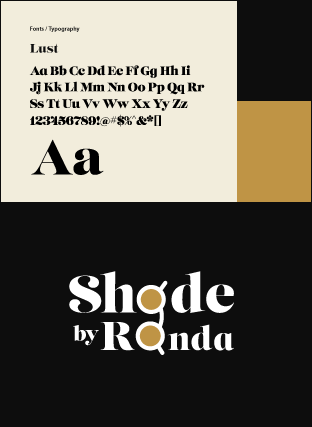 Fonts / Typography
Lust
Aa Bb Cc Dd Ee Ff Gg Hh Ii
Jj Kk Ll Mm Nn Oo Pp Qq Rr
Ss Tt Uu Vv Ww Xx Yy Zz
123456789!@#$%^&*[]
Aa
Shade
by Ronda